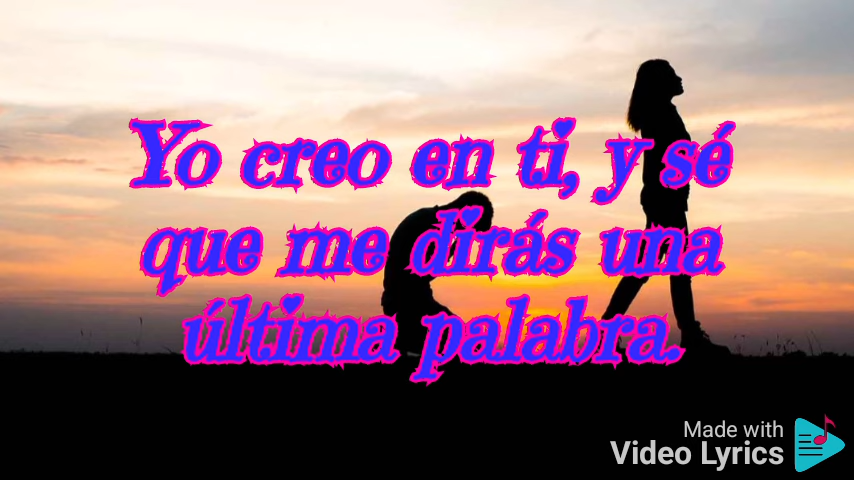 Yo creo en ti, y sé
que me dirás una
última palabra.
Made with
Video Lyrics